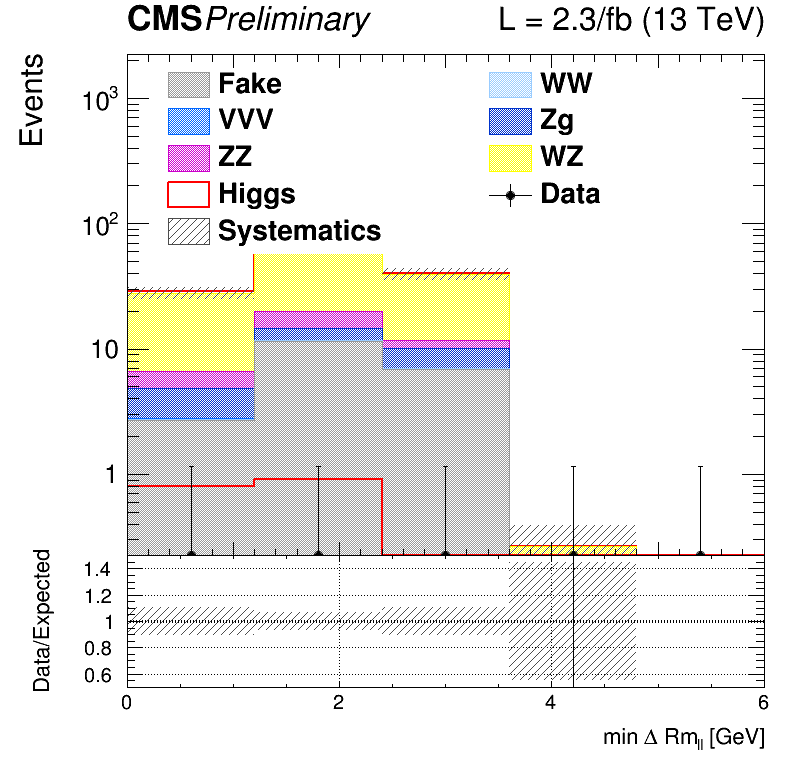 CMS Preliminary L = 2.3/fb (13 TeV)
Events
10³
10²
10
1
Fake WW
VVV Zg
ZZ WZ
Higgs Data
Systematics
Data/Expected
1.4
1.2
1
0.8
0.6
0 2 4 6
min Δ Rm_ll [GeV]